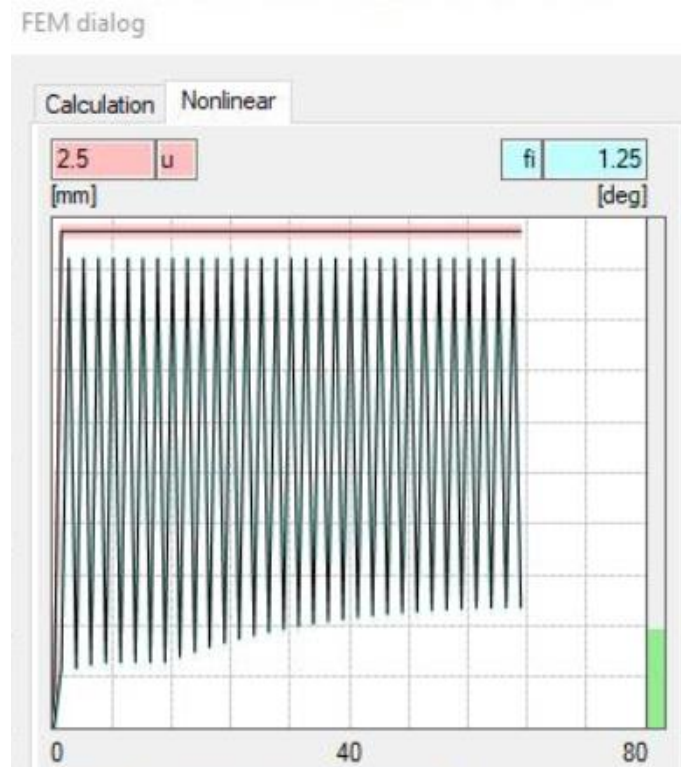 FEM dialog
Calculation Nonlinear
2.5 u fi 1.25
[mm] [deg]
0 40 80